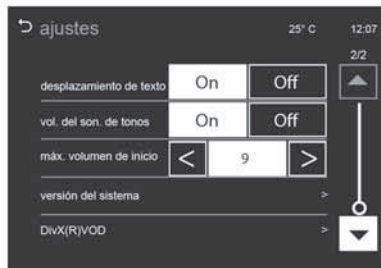 ajustes 25° C 12:07
2/2
desplazamiento de texto On Off
vol. del son. de tonos On Off
máx. volumen de inicio < 9 >
versión del sistema >
DivX(R)VOD >